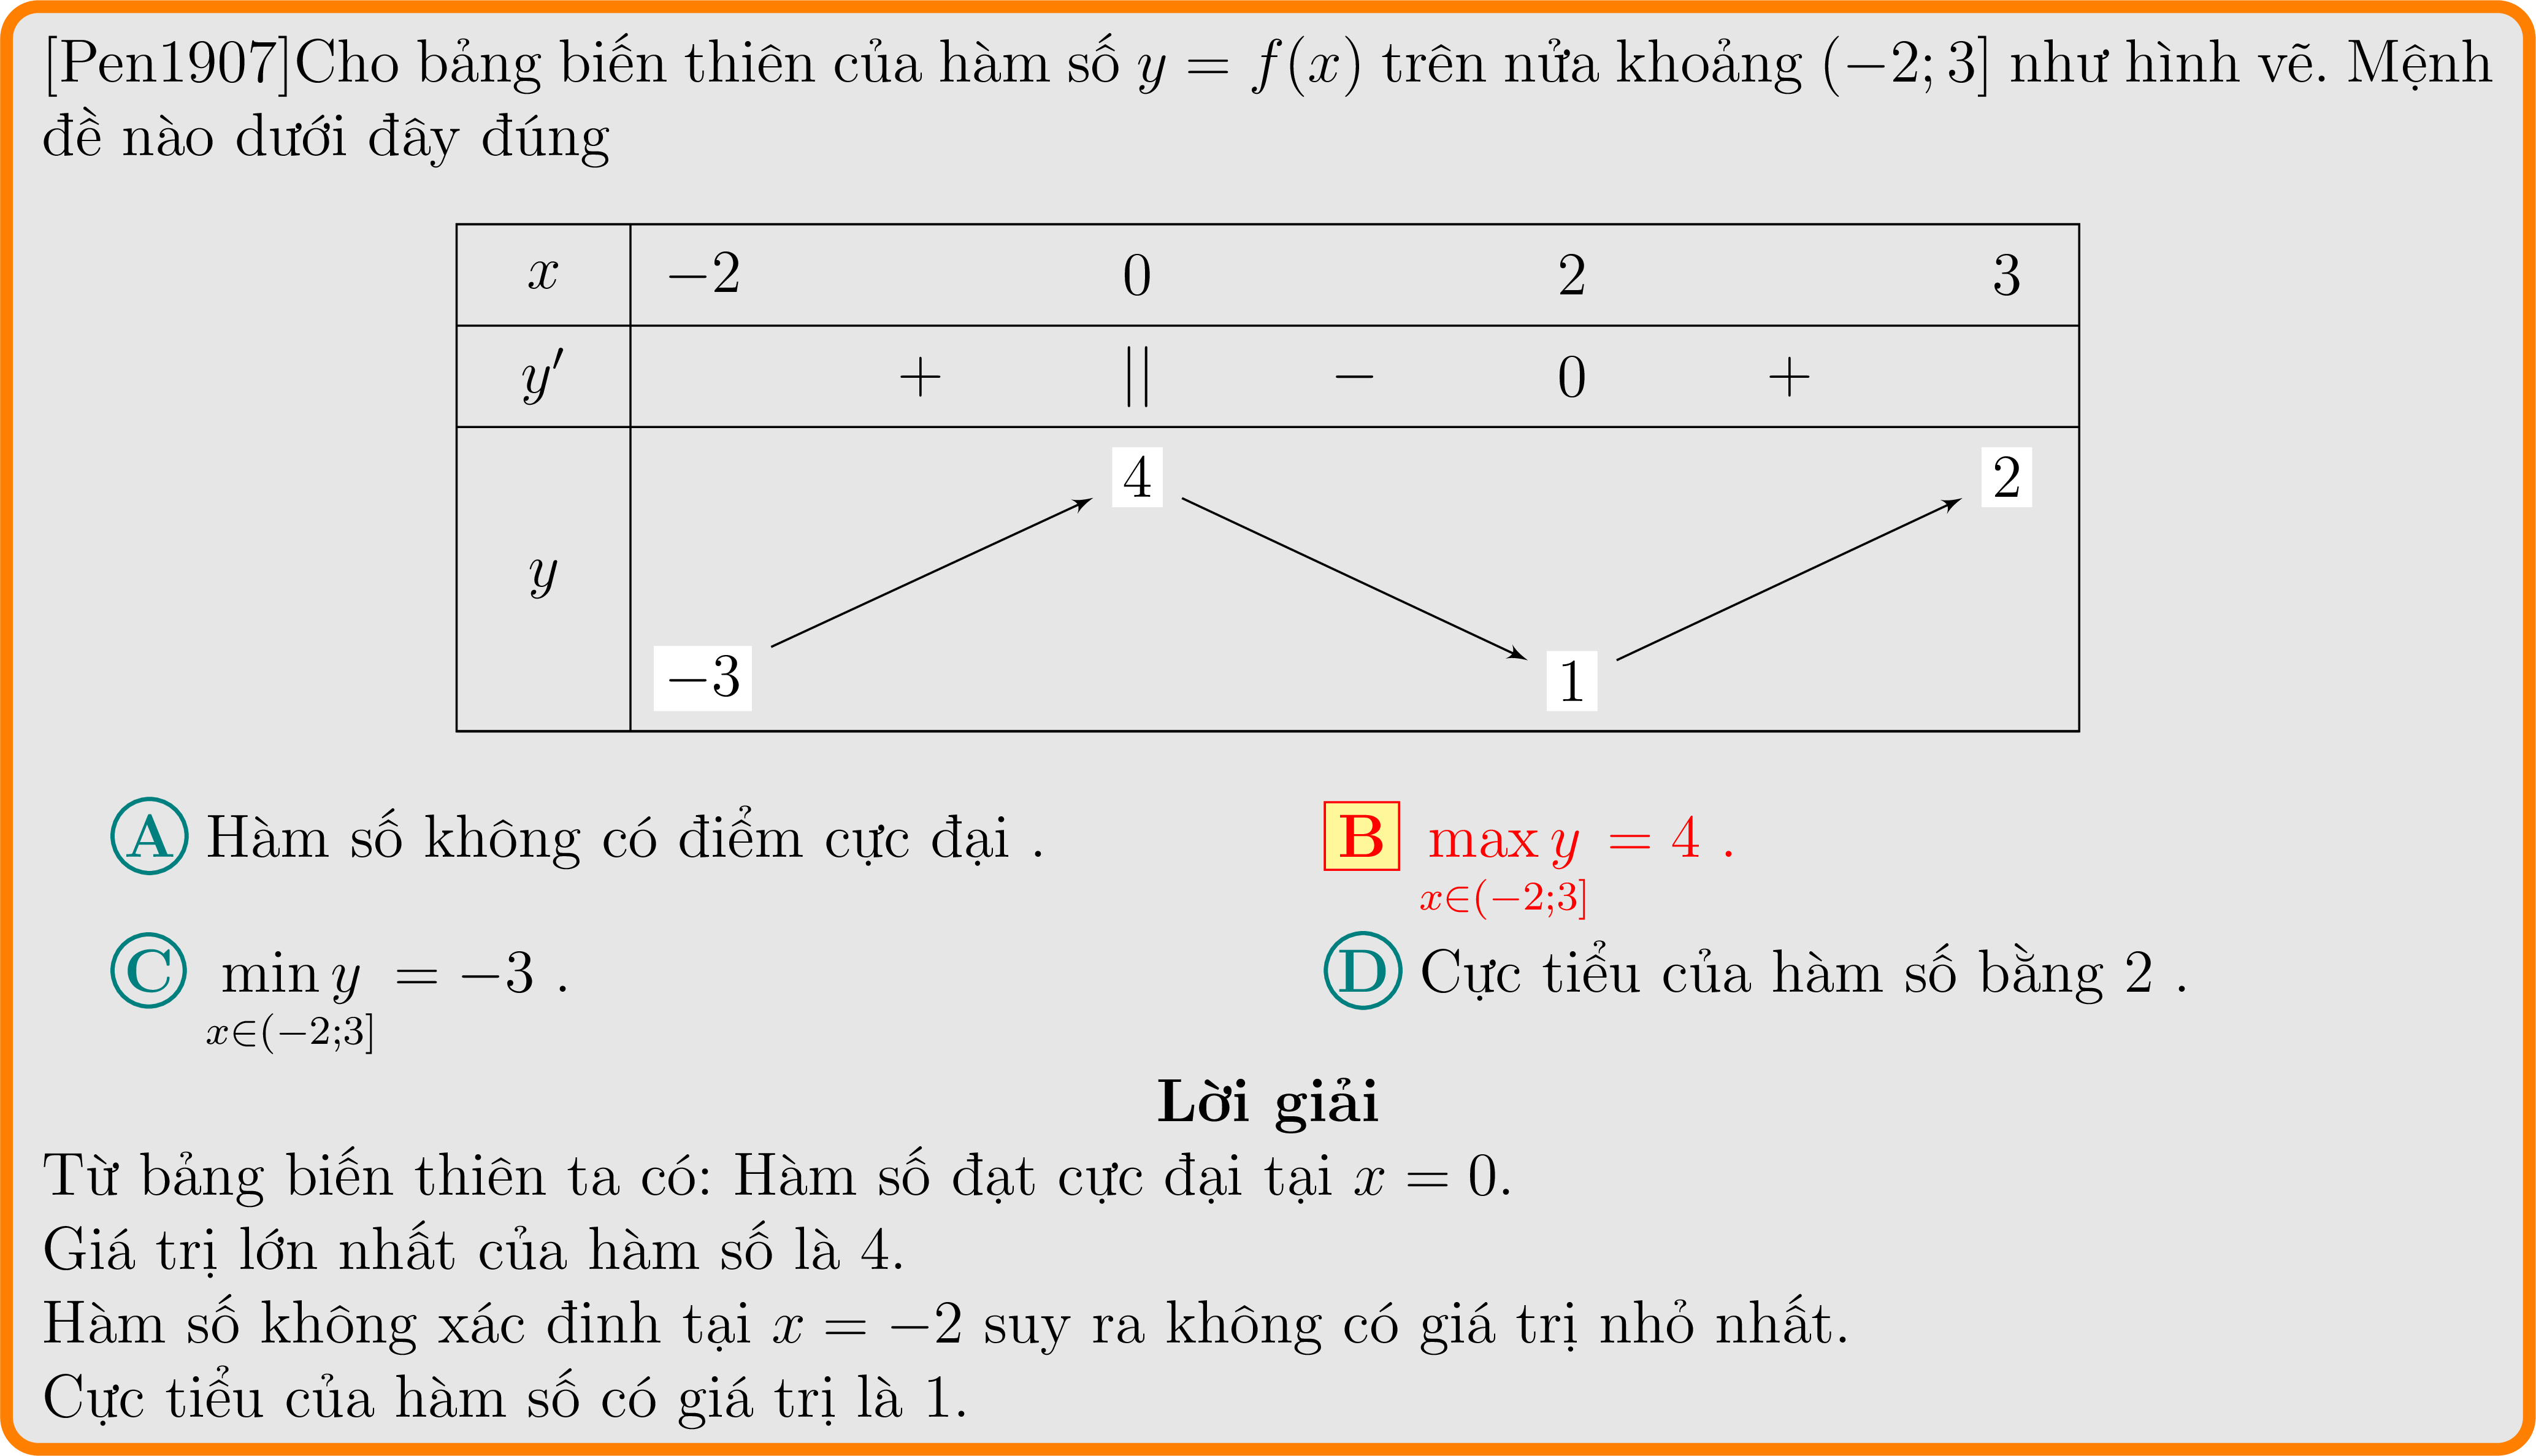 [Pen1907]Cho bảng biến thiên của hàm số y = f(x) trên nửa khoảng (−2; 3] như hình vẽ. Mệnh
đề nào dưới đây đúng
x −2 0 2 3
y′ + || − 0 +
4 2
y
−3 1
A Hàm số không có điểm cực đại .
B max y = 4 .
x∈(−2;3]
C min y = −3 .
x∈(−2;3]
D Cực tiểu của hàm số bằng 2 .
Lời giải
Từ bảng biến thiên ta có: Hàm số đạt cực đại tại x = 0.
Giá trị lớn nhất của hàm số là 4.
Hàm số không xác đinh tại x = −2 suy ra không có giá trị nhỏ nhất.
Cực tiểu của hàm số có giá trị là 1.